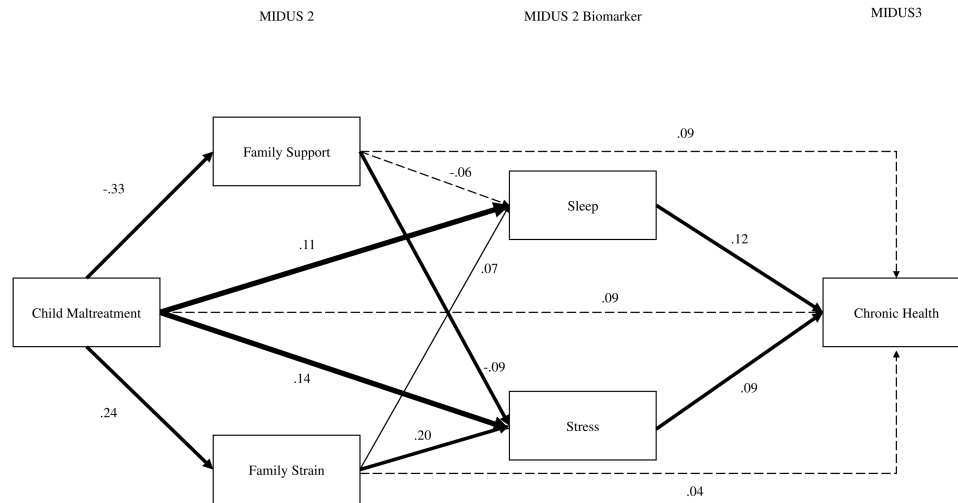 MIDUS 2
MIDUS 2 Biomarker
MIDUS3
Family Support
.09
-.06
-.33
Sleep
.11
.12
.07
Child Maltreatment
.09
Chronic Health
-.09
.14
.09
.24
.20
Stress
Family Strain
.04